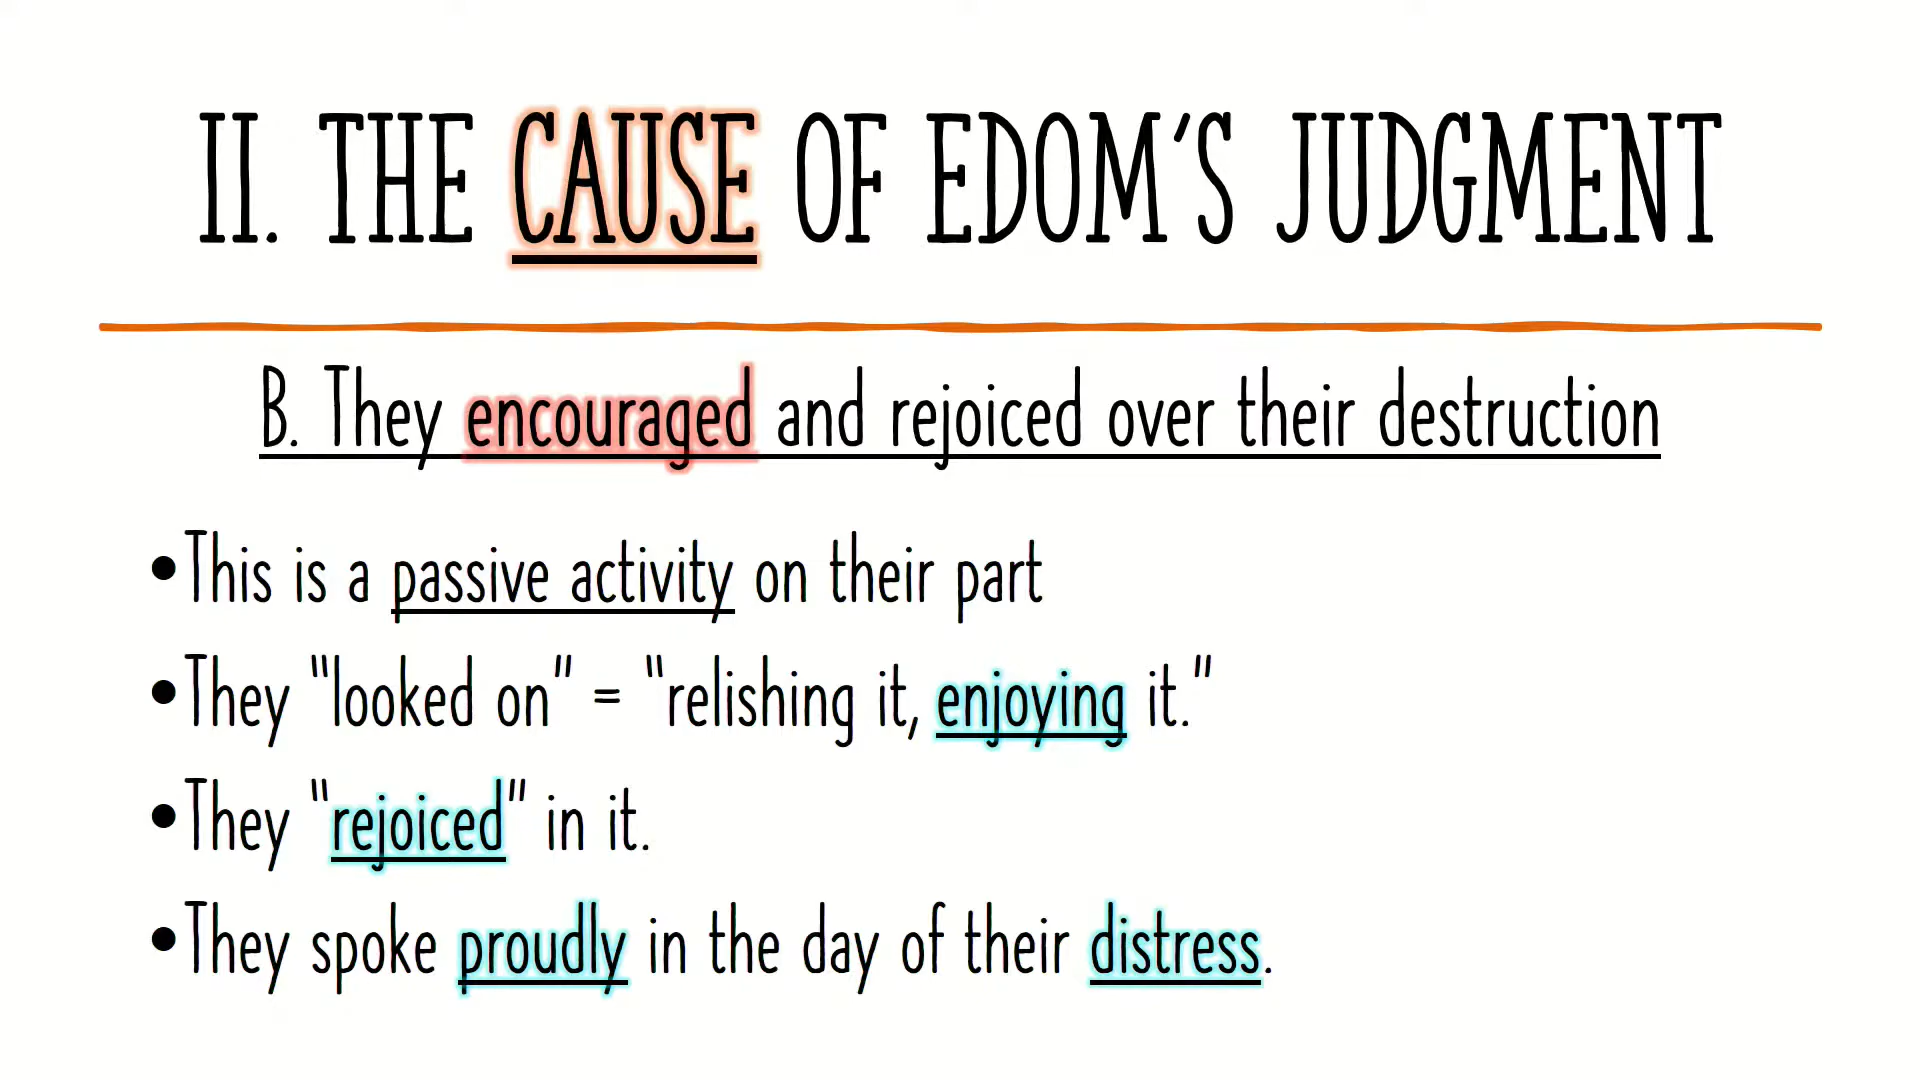 II. THE CAUSE OF EDOM'S JUDGMENT
B. They encouraged and rejoiced over their destruction
•This is a passive activity on their part
•They "looked on" = "relishing it, enjoying it."
•They "rejoiced" in it.
•They spoke proudly in the day of their distress.